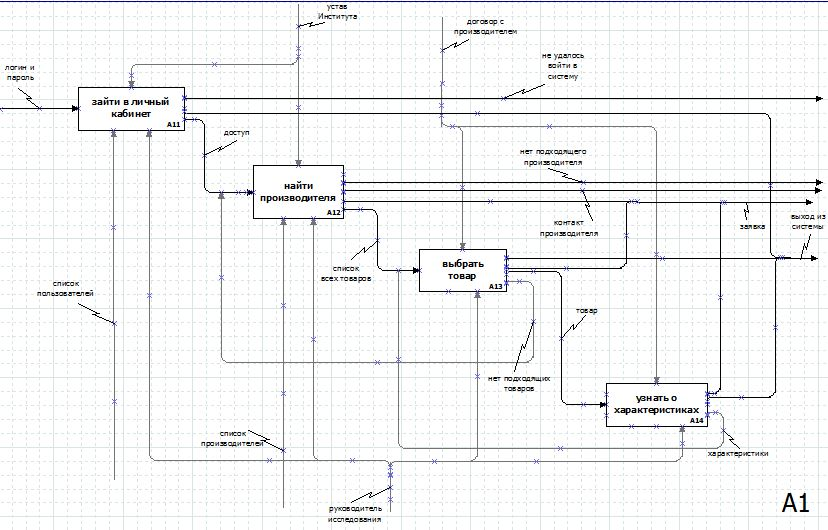 устав
Института
договор с
производителем
логин и
пароль
не удалось
войти в
систему
зайти в личный
кабинет
A11
доступ
нет подходящего
производителя
найти
производителя
A12
контакт
производителя
заявка
выход из
системы
список
всех товаров
выбрать
товар
A13
список
пользователей
товар
нет подходящих
товаров
узнать о
характеристиках
A14
список
производителей
характеристики
руководитель
исследования
A1